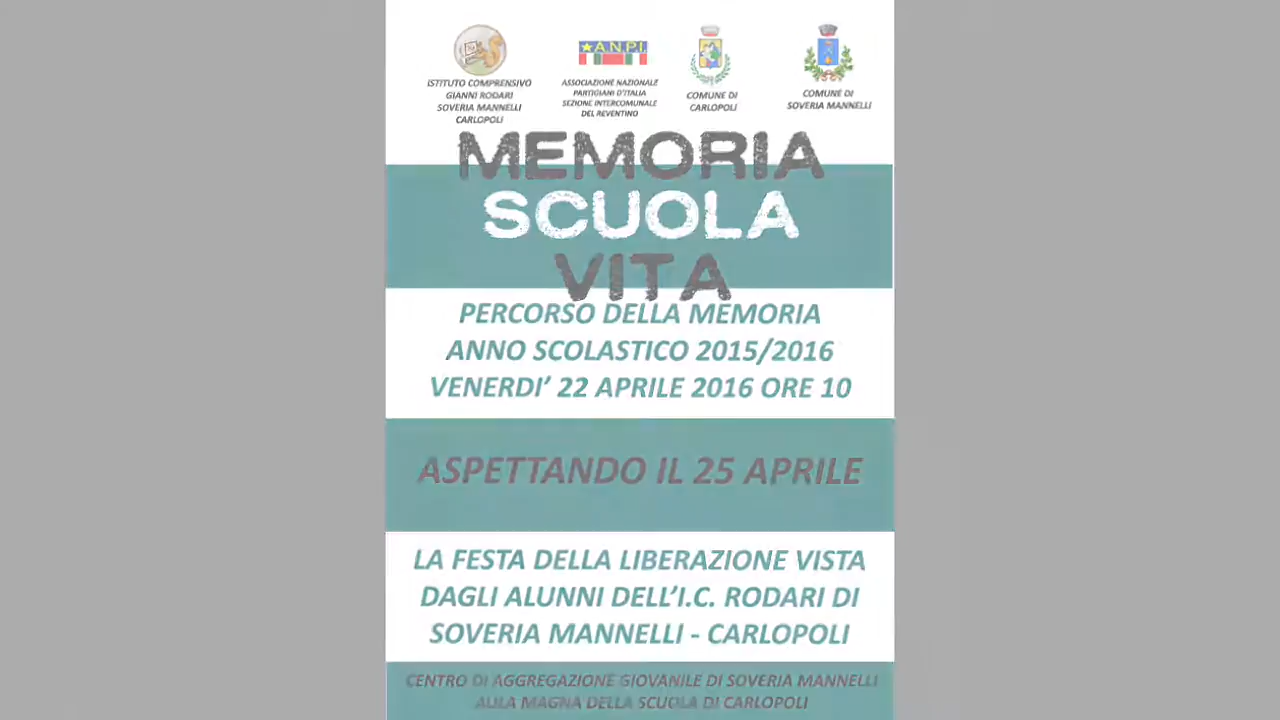 ISTITUTO COMPRENSIVO
GIANNI RODARI
SOVERIA MANNELLI
CARLOPOLI
A.N.P.I.
ASSOCIAZIONE NAZIONALE
PARTIGIANI D'ITALIA
SEZIONE INTERCOMUNALE
DEL REVENTINO
COMUNE DI
CARLOPOLI
COMUNE DI
SOVERIA MANNELLI
MEMORIA
SCUOLA
VITA
PERCORSO DELLA MEMORIA
ANNO SCOLASTICO 2015/2016
VENERDI' 22 APRILE 2016 ORE 10
ASPETTANDO IL 25 APRILE
LA FESTA DELLA LIBERAZIONE VISTA
DAGLI ALUNNI DELL'I.C. RODARI DI
SOVERIA MANNELLI - CARLOPOLI
CENTRO DI AGGREGAZIONE GIOVANILE DI SOVERIA MANNELLI
AULA MAGNA DELLA SCUOLA DI CARLOPOLI